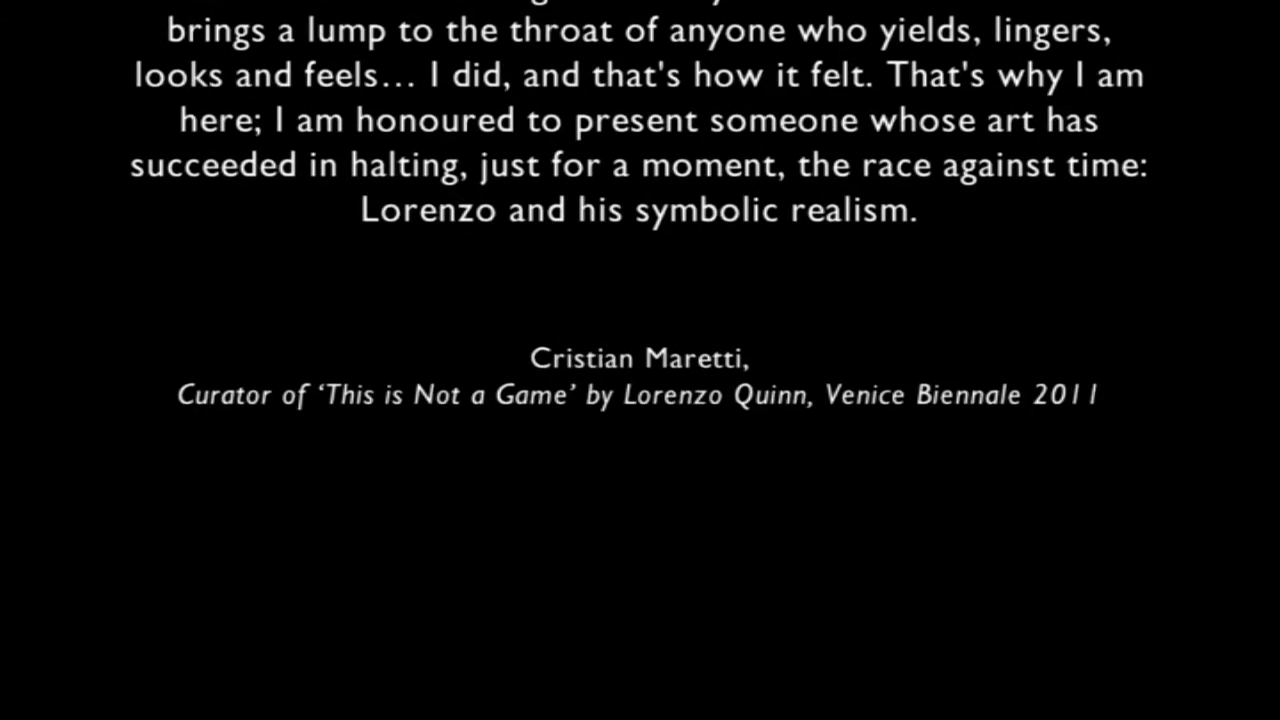 brings a lump to the throat of anyone who yields, lingers,
looks and feels… I did, and that's how it felt. That's why I am
here; I am honoured to present someone whose art has
succeeded in halting, just for a moment, the race against time:
Lorenzo and his symbolic realism.
Cristian Maretti,
Curator of ‘This is Not a Game’ by Lorenzo Quinn, Venice Biennale 2011